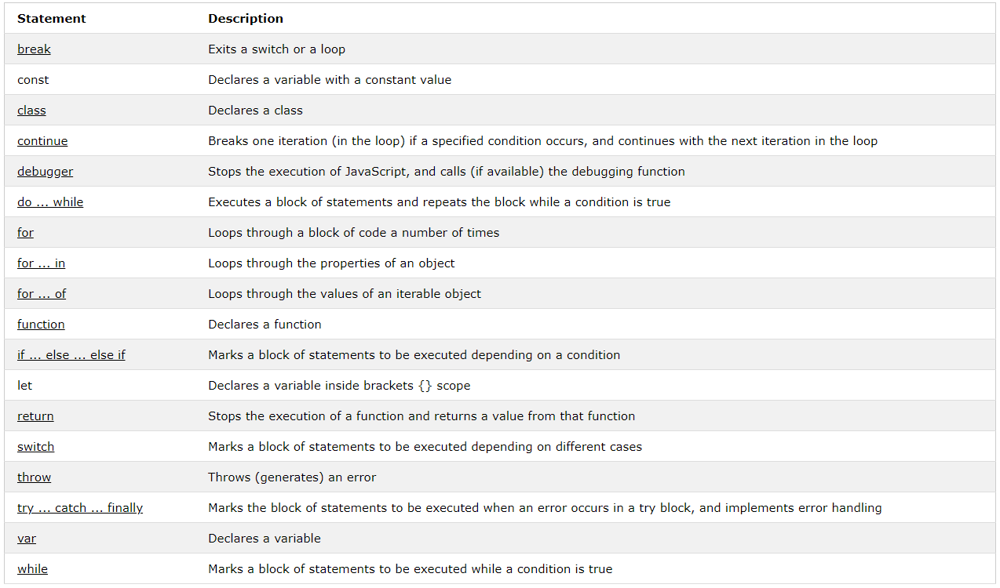 Statement Description
break Exits a switch or a loop
const Declares a variable with a constant value
class Declares a class
continue Breaks one iteration (in the loop) if a specified condition occurs, and continues with the next iteration in the loop
debugger Stops the execution of JavaScript, and calls (if available) the debugging function
do ... while Executes a block of statements and repeats the block while a condition is true
for Loops through a block of code a number of times
for ... in Loops through the properties of an object
for ... of Loops through the values of an iterable object
function Declares a function
if ... else ... else if Marks a block of statements to be executed depending on a condition
let Declares a variable inside brackets {} scope
return Stops the execution of a function and returns a value from that function
switch Marks a block of statements to be executed depending on different cases
throw Throws (generates) an error
try ... catch ... finally Marks the block of statements to be executed when an error occurs in a try block, and implements error handling
var Declares a variable
while Marks a block of statements to be executed while a condition is true